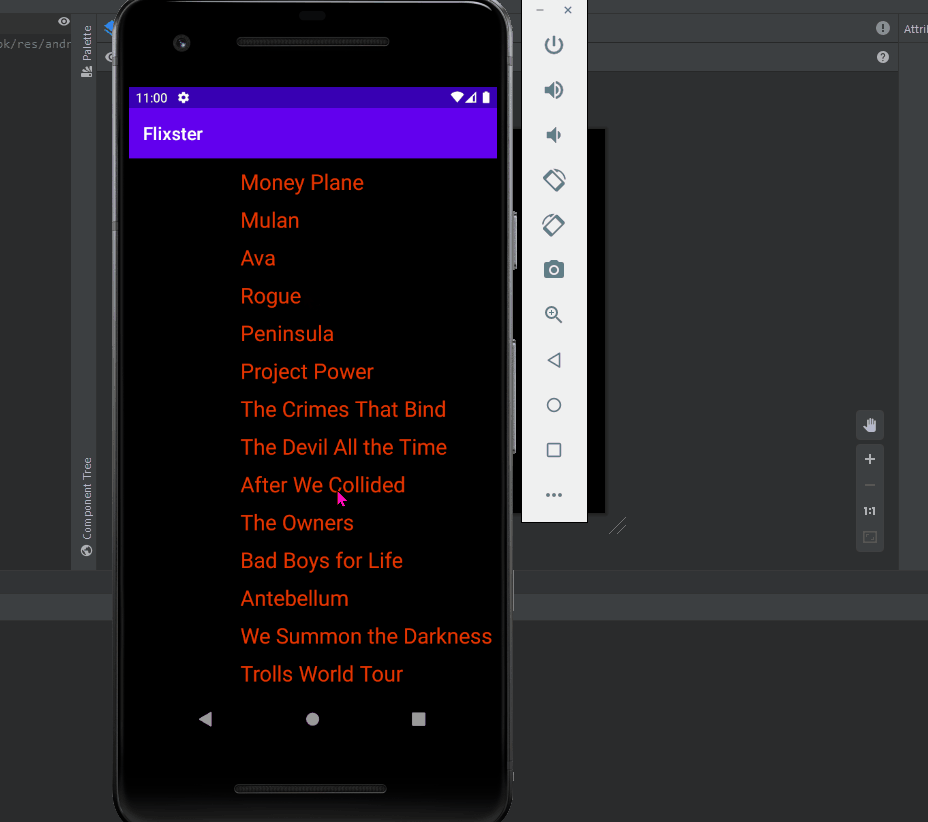 ok/res/andr
Palette
Attri
11:00
Flixster
Money Plane
Mulan
Ava
Rogue
Peninsula
Project Power
The Crimes That Bind
The Devil All the Time
After We Collided
The Owners
Bad Boys for Life
Antebellum
We Summon the Darkness
Trolls World Tour
Component Tree
1:1